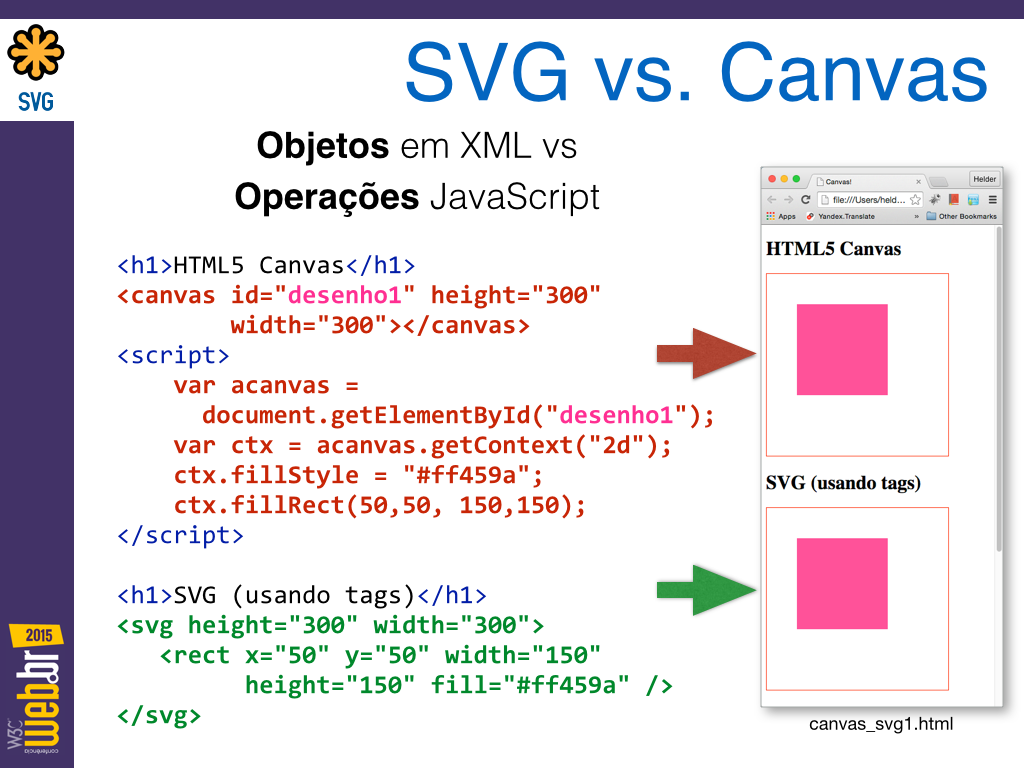 SVG
SVG vs. Canvas
Objetos em XML vs
Operações JavaScript
<h1>HTML5 Canvas</h1>
<canvas id="desenho1" height="300"
width="300"></canvas>
<script>
var acanvas =
document.getElementById("desenho1");
var ctx = acanvas.getContext("2d");
ctx.fillStyle = "#ff459a";
ctx.fillRect(50,50, 150,150);
</script>
<h1>SVG (usando tags)</h1>
<svg height="300" width="300">
<rect x="50" y="50" width="150"
height="150" fill="#ff459a" />
</svg>
Canvas!
Helder
file:///Users/held...
Apps Yandex.Translate » Other Bookmarks
HTML5 Canvas
SVG (usando tags)
canvas_svg1.html
2015
W3C web.br
conferência